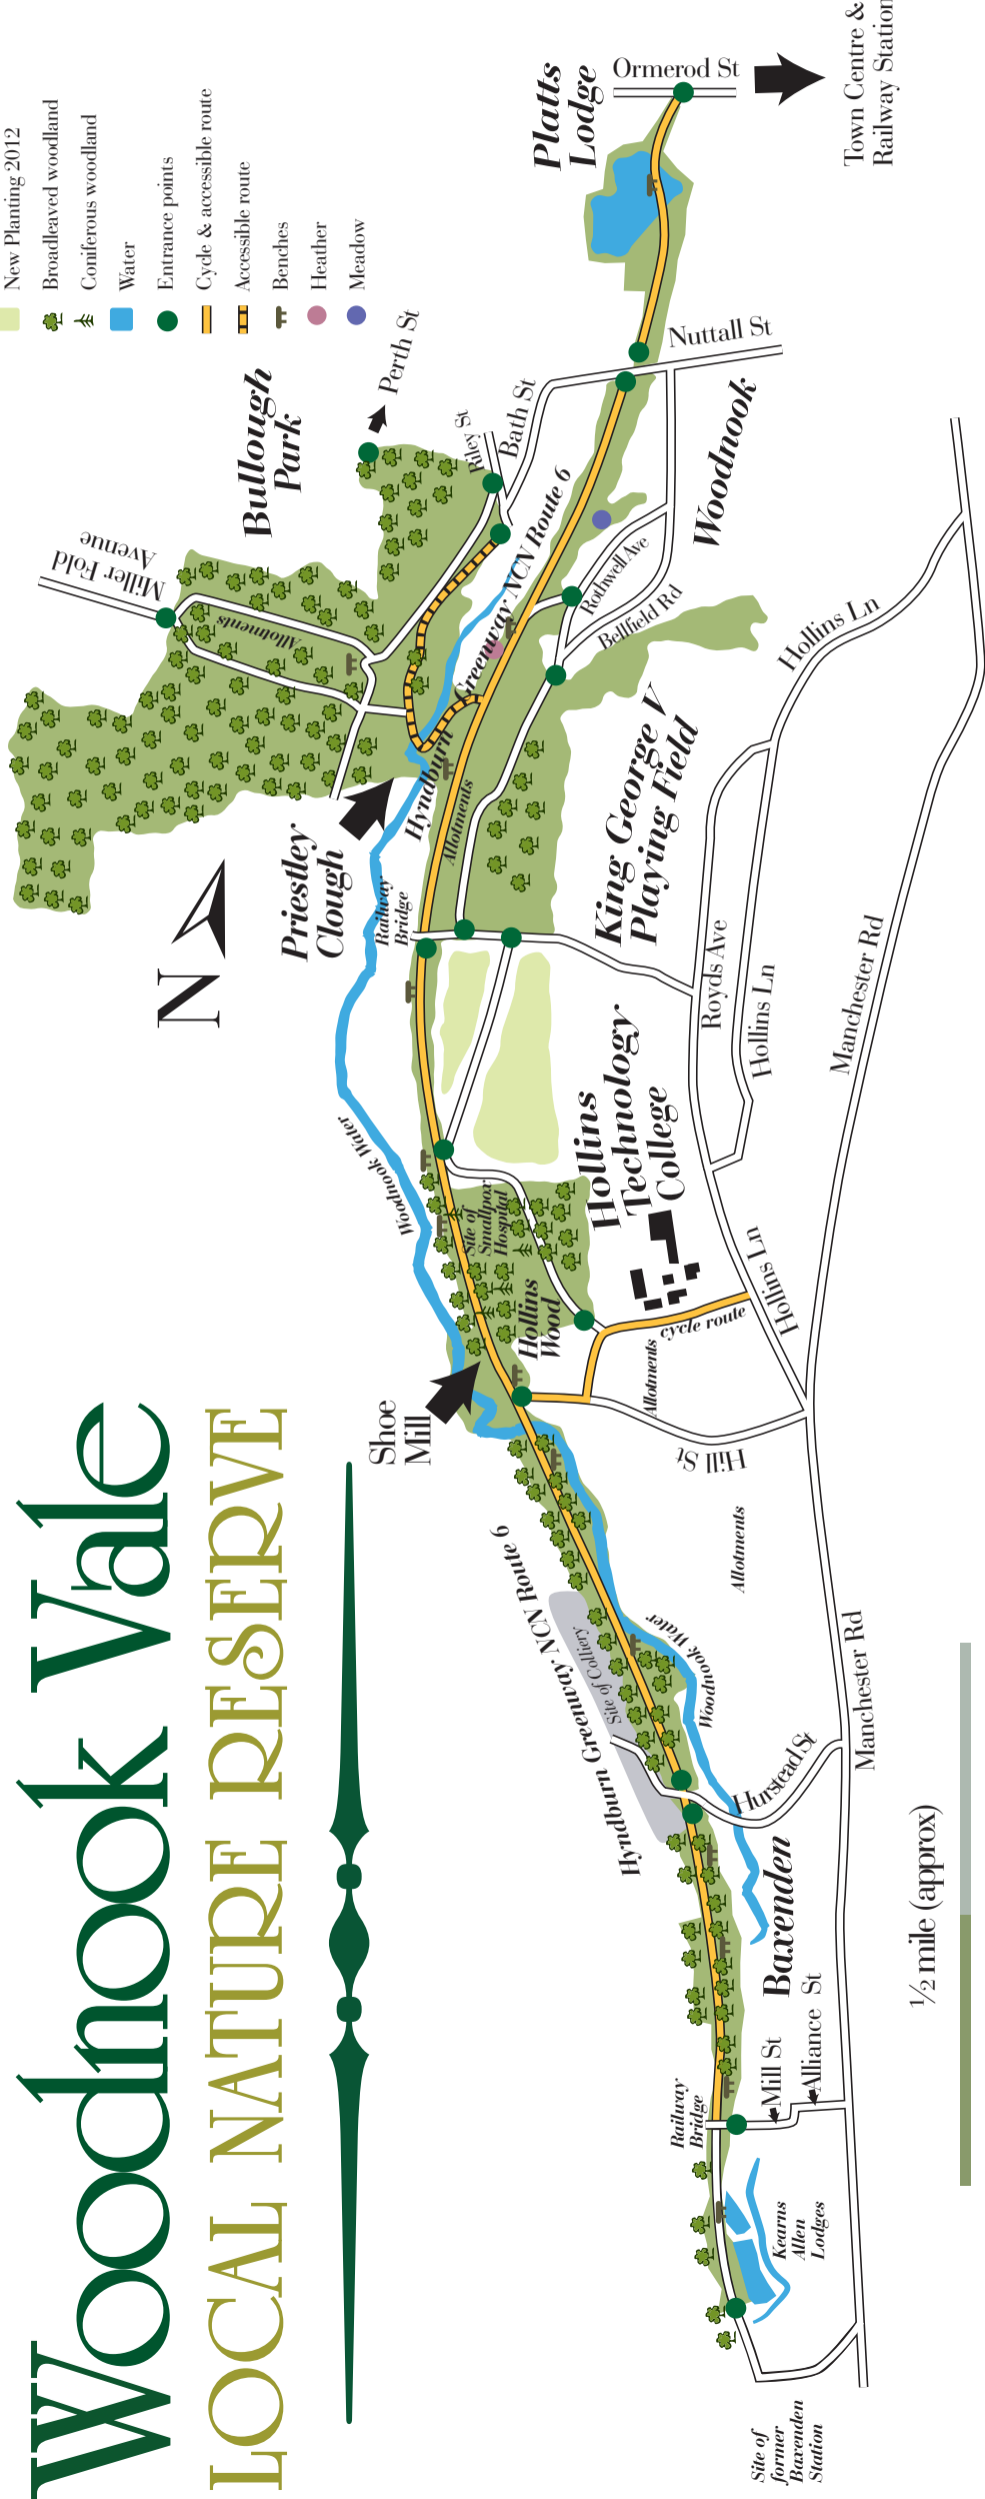 Woodnook Vale
LOCAL NATURE RESERVE
New Planting 2012
Broadleaved woodland
Coniferous woodland
Water
Entrance points
Cycle & accessible route
Accessible route
Benches
Heather
Meadow
N
Site of
former
Baxenden
Station
Kearns
Allen
Lodges
Railway
Bridge
Mill St
Alliance St
Baxenden
Hurstead St
Manchester Rd
Hyndburn Greenway NCN Route 6
Site of Colliery
Woodnook Water
Allotments
Hill St
Shoe
Mill
Hollins
Wood
Allotments
cycle route
Hollins Ln
Site of
Smallpox
Hospital
Woodnook Water
Hollins
Technology
College
Royds Ave
Hollins Ln
Manchester Rd
Railway
Bridge
Priestley
Clough
King George V
Playing Field
Hyndburn Greenway NCN Route 6
Allotments
Hollins Ln
Bellfield Rd
Rothwell Ave
Allotments
Miller Fold
Avenue
Bullough
Park
Perth St
Riley St
Bath St
Woodnook
Nuttall St
Platts
Lodge
Ormerod St
Town Centre &
Railway Station
½ mile (approx)